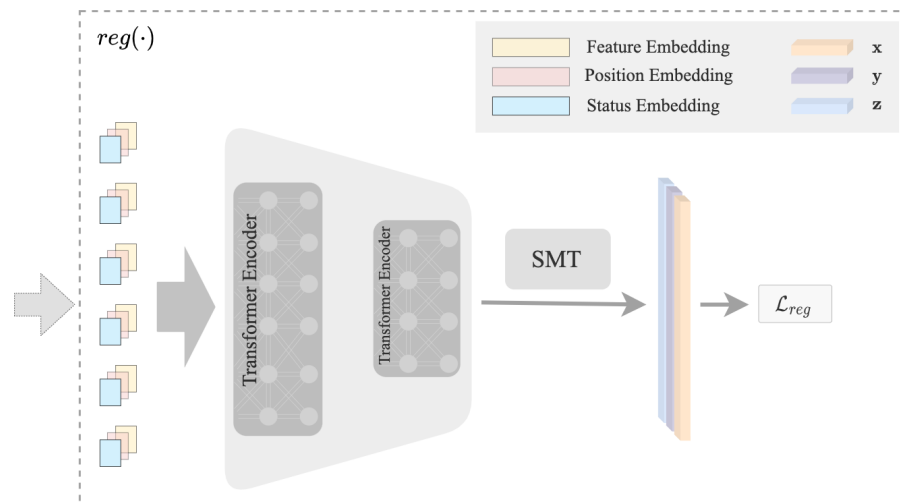 reg(·)
Feature Embedding
Position Embedding
Status Embedding
x
y
z
Transformer Encoder
Transformer Encoder
SMT
ℒreg